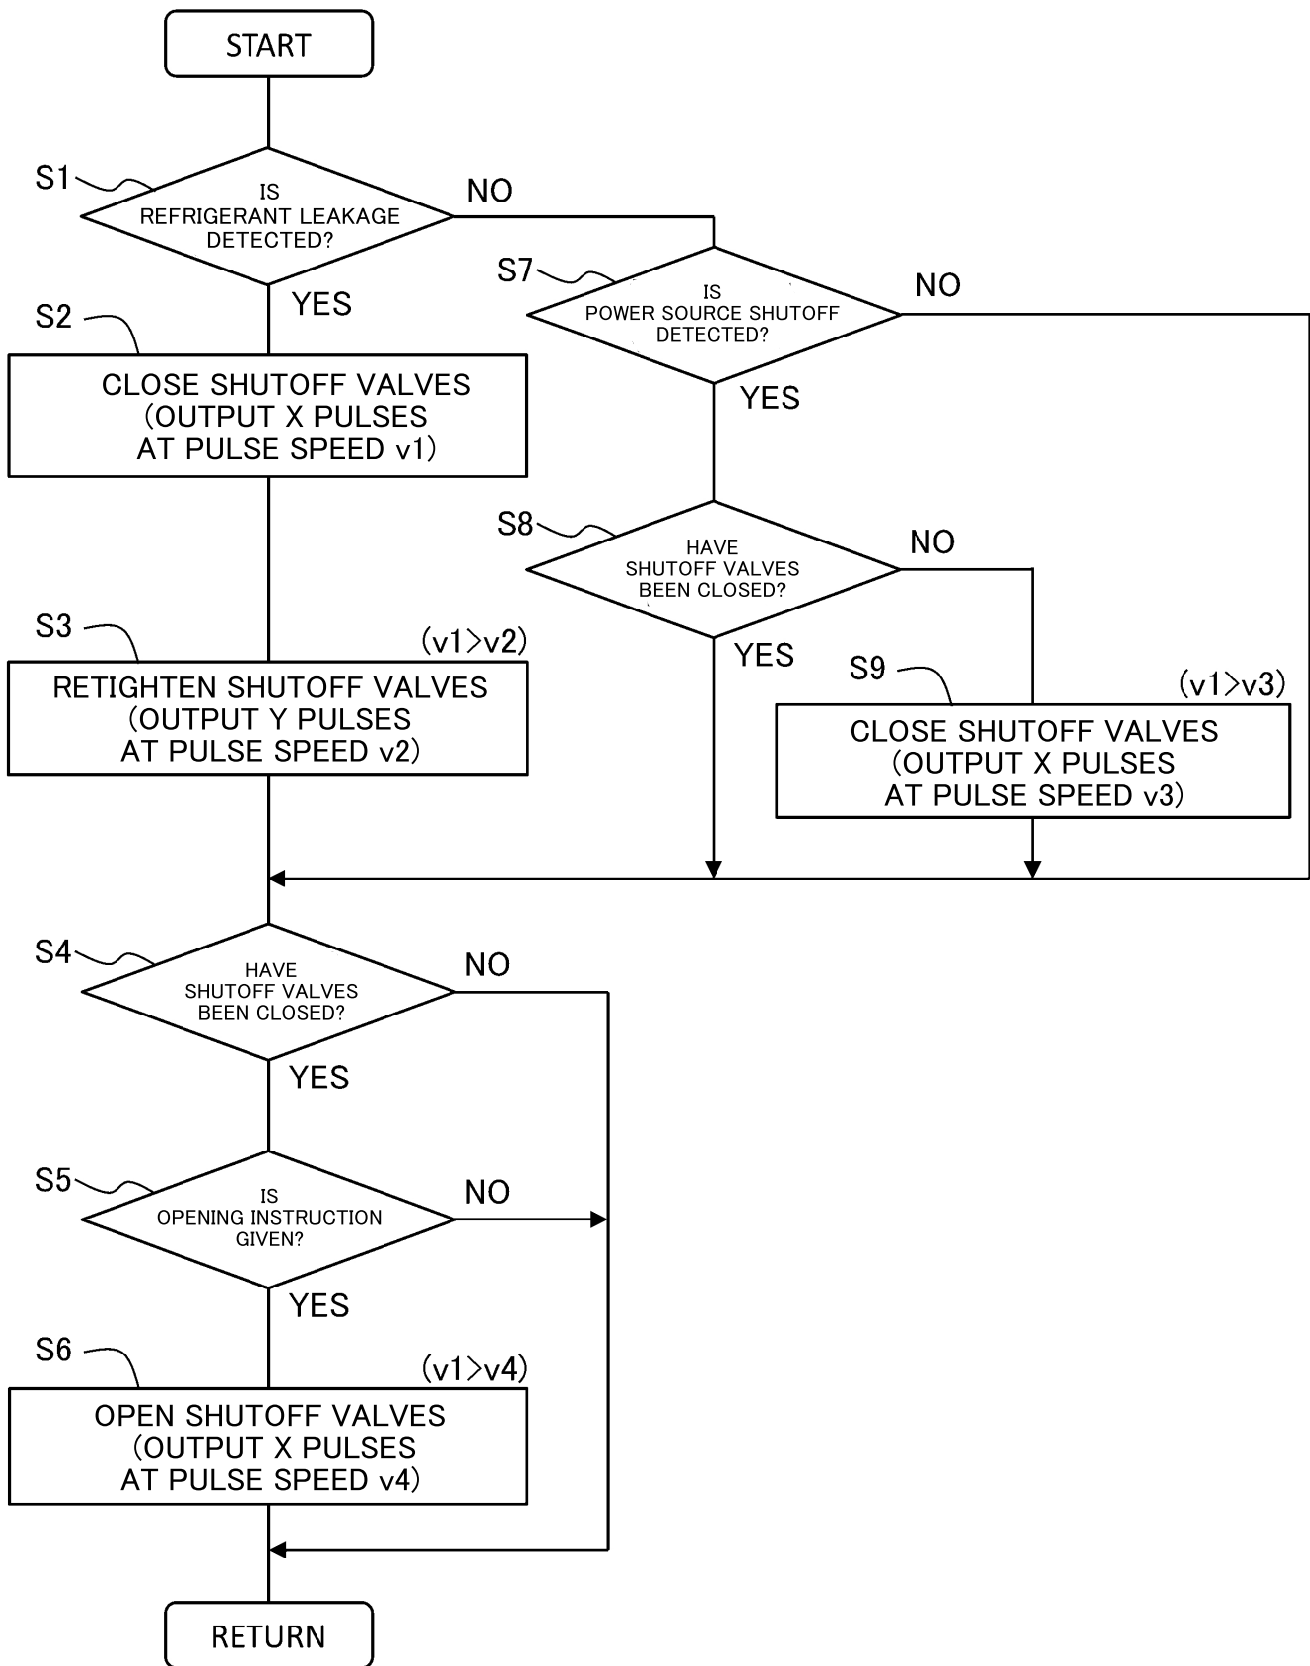 START
S1
IS
REFRIGERANT LEAKAGE
DETECTED?
NO
YES
S7
IS
POWER SOURCE SHUTOFF
DETECTED?
NO
YES
S2
CLOSE SHUTOFF VALVES
(OUTPUT X PULSES
AT PULSE SPEED v1)
S8
HAVE
SHUTOFF VALVES
BEEN CLOSED?
NO
YES
S3
(v1>v2)
RETIGHTEN SHUTOFF VALVES
(OUTPUT Y PULSES
AT PULSE SPEED v2)
S9
(v1>v3)
CLOSE SHUTOFF VALVES
(OUTPUT X PULSES
AT PULSE SPEED v3)
S4
HAVE
SHUTOFF VALVES
BEEN CLOSED?
NO
YES
S5
IS
OPENING INSTRUCTION
GIVEN?
NO
YES
S6
(v1>v4)
OPEN SHUTOFF VALVES
(OUTPUT X PULSES
AT PULSE SPEED v4)
RETURN